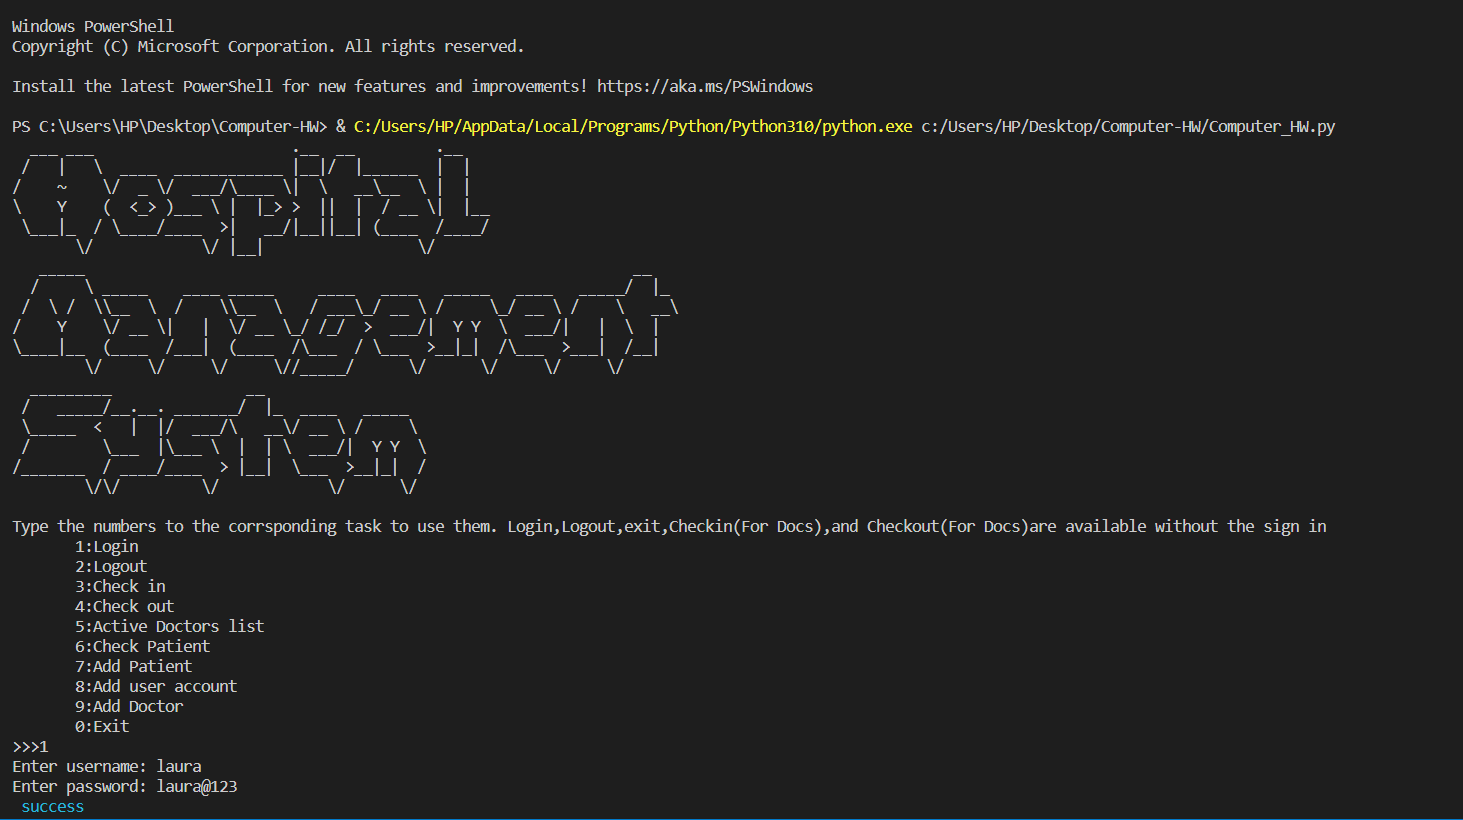 Windows PowerShell
Copyright (C) Microsoft Corporation. All rights reserved.
Install the latest PowerShell for new features and improvements! https://aka.ms/PSWindows
PS C:\Users\HP\Desktop\Computer-HW> & C:/Users/HP/AppData/Local/Programs/Python/Python310/python.exe c:/Users/HP/Desktop/Computer-HW/Computer_HW.py
Hospital
Management
System
Type the numbers to the corrsponding task to use them. Login,Logout,exit,Checkin(For Docs),and Checkout(For Docs)are available without the sign in
1:Login
2:Logout
3:Check in
4:Check out
5:Active Doctors list
6:Check Patient
7:Add Patient
8:Add user account
9:Add Doctor
0:Exit
>>>1
Enter username: laura
Enter password: laura@123
success